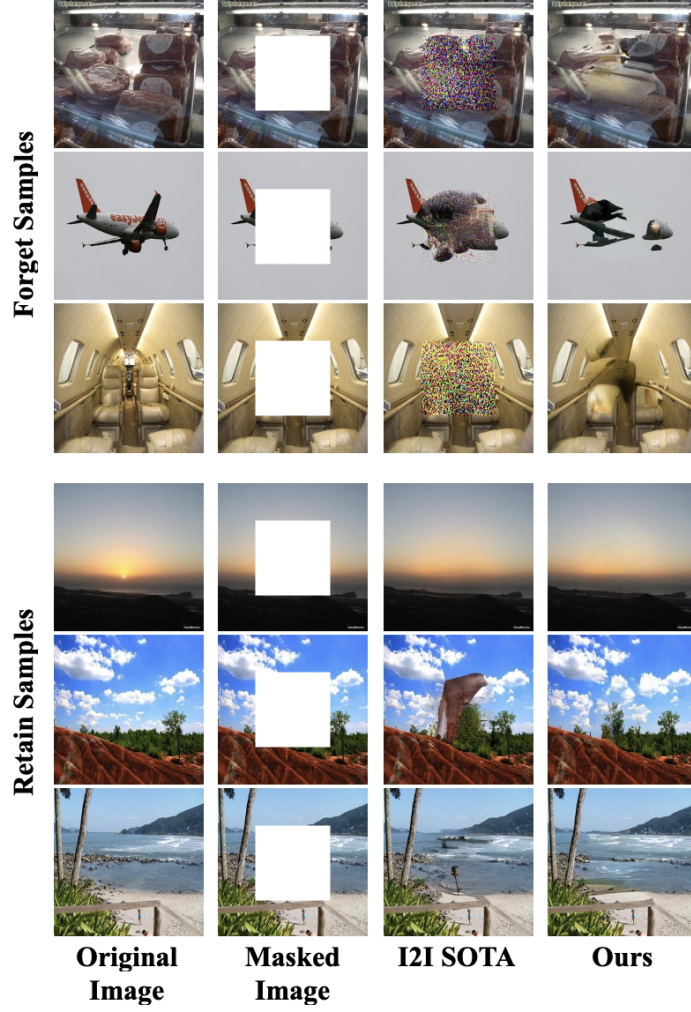 Forget Samples
easyJet
Retain Samples
Original
Image
Masked
Image
I2I SOTA
Ours